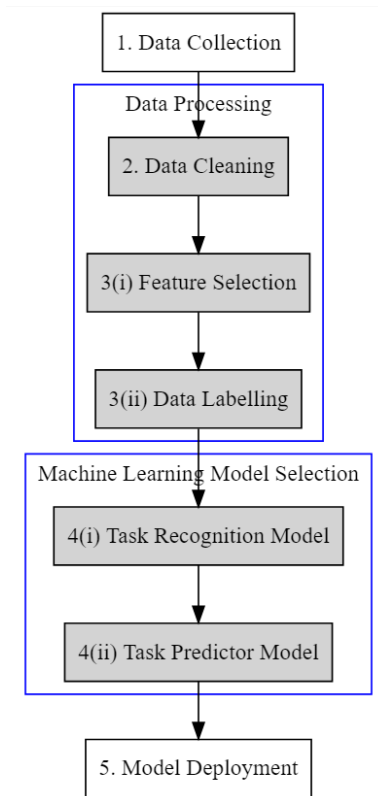 1. Data Collection
Data Processing
2. Data Cleaning
3(i) Feature Selection
3(ii) Data Labelling
Machine Learning Model Selection
4(i) Task Recognition Model
4(ii) Task Predictor Model
5. Model Deployment